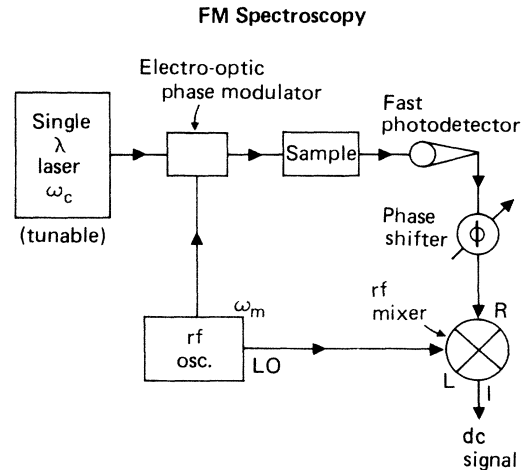 FM Spectroscopy
Electro-optic
phase modulator
Single
λ
laser
ω_c
(tunable)
Sample
Fast
photodetector
Phase
shifter
ϕ
rf
mixer
R
ω_m
rf
osc.
LO
L
I
dc
signal